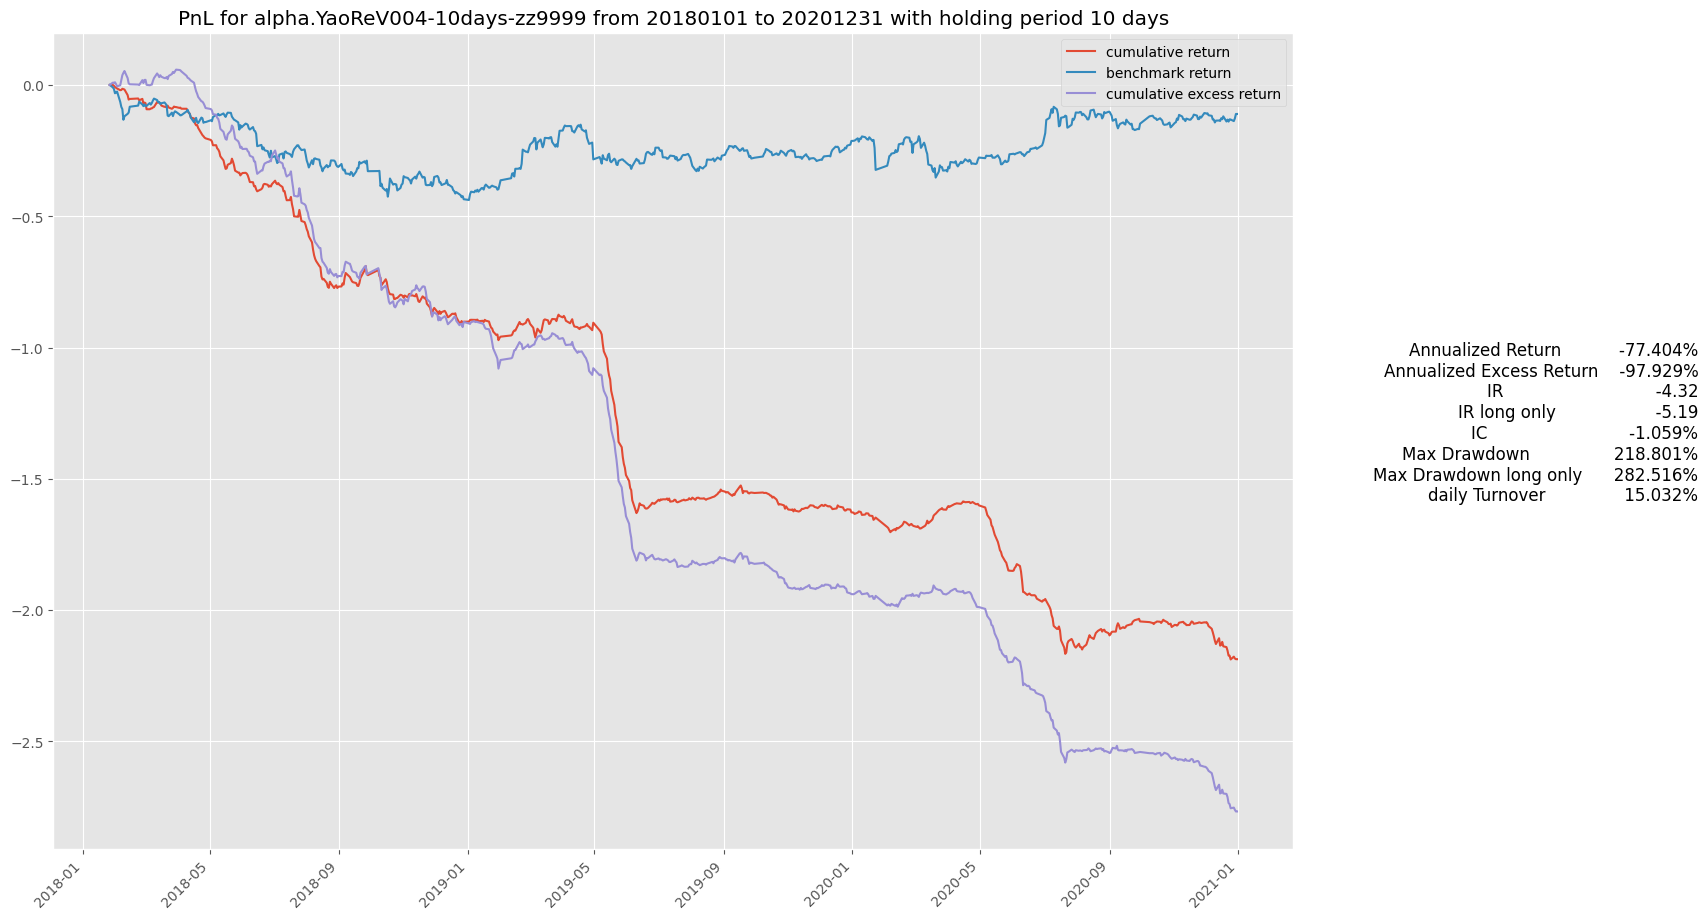 PnL for alpha.YaoReV004-10days-zz9999 from 20180101 to 20201231 with holding period 10 days
cumulative return
benchmark return
cumulative excess return
0.0
−0.5
−1.0
−1.5
−2.0
−2.5
2018-01
2018-05
2018-09
2019-01
2019-05
2019-09
2020-01
2020-05
2020-09
2021-01
Annualized Return -77.404%
Annualized Excess Return -97.929%
IR -4.32
IR long only -5.19
IC -1.059%
Max Drawdown 218.801%
Max Drawdown long only 282.516%
daily Turnover 15.032%